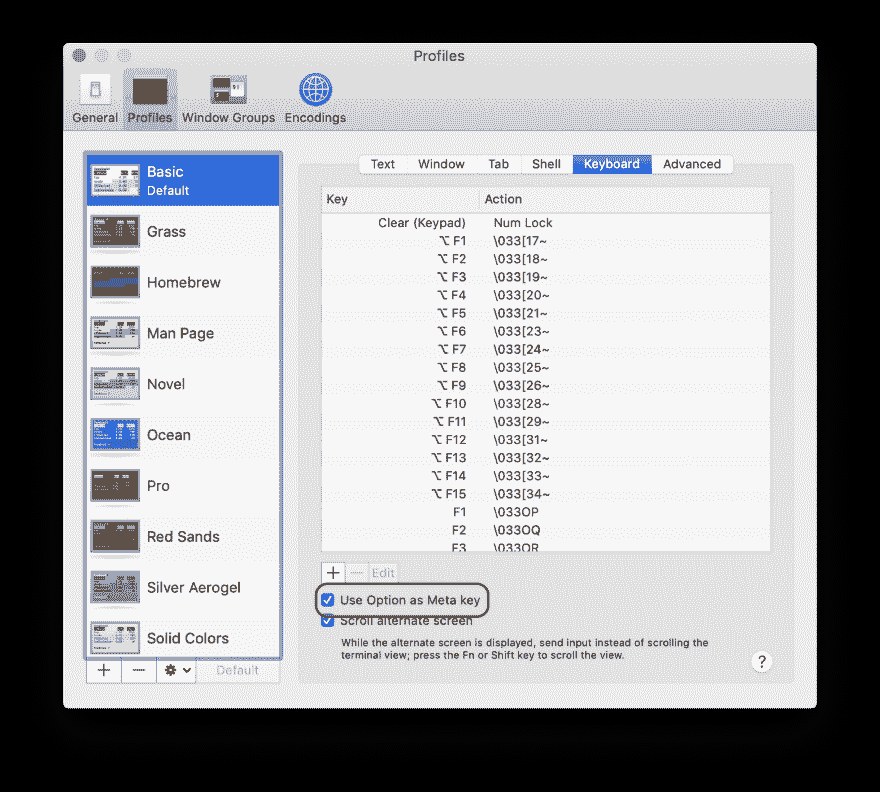 Profiles
General Profiles Window Groups Encodings
Basic
Default
Grass
Homebrew
Man Page
Novel
Ocean
Pro
Red Sands
Silver Aerogel
Solid Colors
Default
Text Window Tab Shell Keyboard Advanced
Key Action
Clear (Keypad) Num Lock
⌥ F1 \033[17~
⌥ F2 \033[18~
⌥ F3 \033[19~
⌥ F4 \033[20~
⌥ F5 \033[21~
⌥ F6 \033[23~
⌥ F7 \033[24~
⌥ F8 \033[25~
⌥ F9 \033[26~
⌥ F10 \033[28~
⌥ F11 \033[29~
⌥ F12 \033[31~
⌥ F13 \033[32~
⌥ F14 \033[33~
⌥ F15 \033[34~
F1 \033OP
F2 \033OQ
F3 \033OR
+ — Edit
Use Option as Meta key
Scroll alternate screen
While the alternate screen is displayed, send input instead of scrolling the
terminal view; press the Fn or Shift key to scroll the view.
?